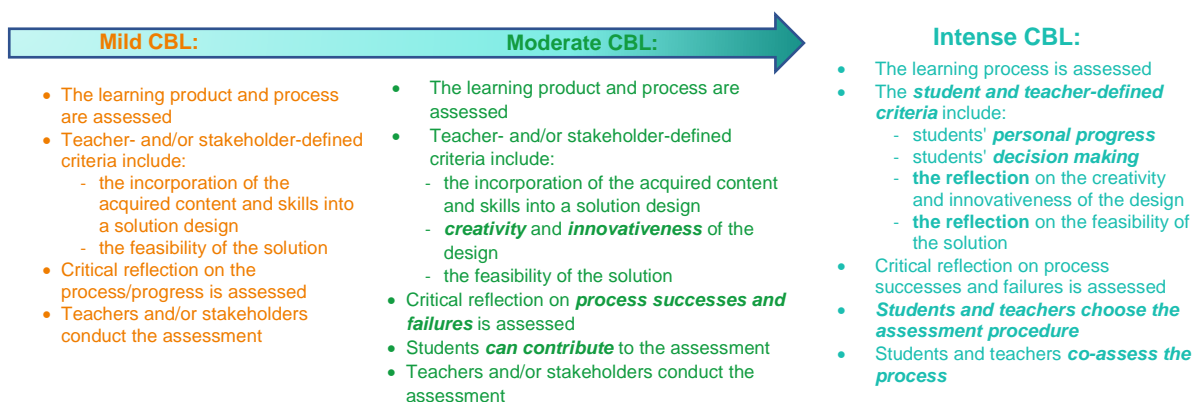 Mild CBL:
• The learning product and process
are assessed
• Teacher- and/or stakeholder-defined
criteria include:
- the incorporation of the
acquired content and skills into
a solution design
- the feasibility of the solution
• Critical reflection on the
process/progress is assessed
• Teachers and/or stakeholders
conduct the assessment
Moderate CBL:
• The learning product and process are
assessed
• Teacher- and/or stakeholder-defined
criteria include:
- the incorporation of the acquired content
and skills into a solution design
- creativity and innovativeness of the
design
- the feasibility of the solution
• Critical reflection on process successes and
failures is assessed
• Students can contribute to the assessment
• Teachers and/or stakeholders conduct the
assessment
Intense CBL:
• The learning process is assessed
• The student and teacher-defined
criteria include:
- students' personal progress
- students' decision making
- the reflection on the creativity
and innovativeness of the design
- the reflection on the feasibility of
the solution
• Critical reflection on process
successes and failures is assessed
• Students and teachers choose the
assessment procedure
• Students and teachers co-assess the
process